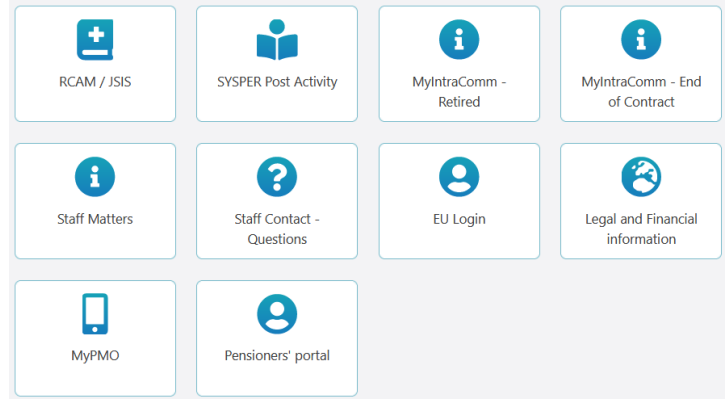 RCAM / JSIS
SYSPER Post Activity
MyIntraComm -
Retired
MyIntraComm - End
of Contract
Staff Matters
Staff Contact -
Questions
EU Login
Legal and Financial
information
MyPMO
Pensioners' portal